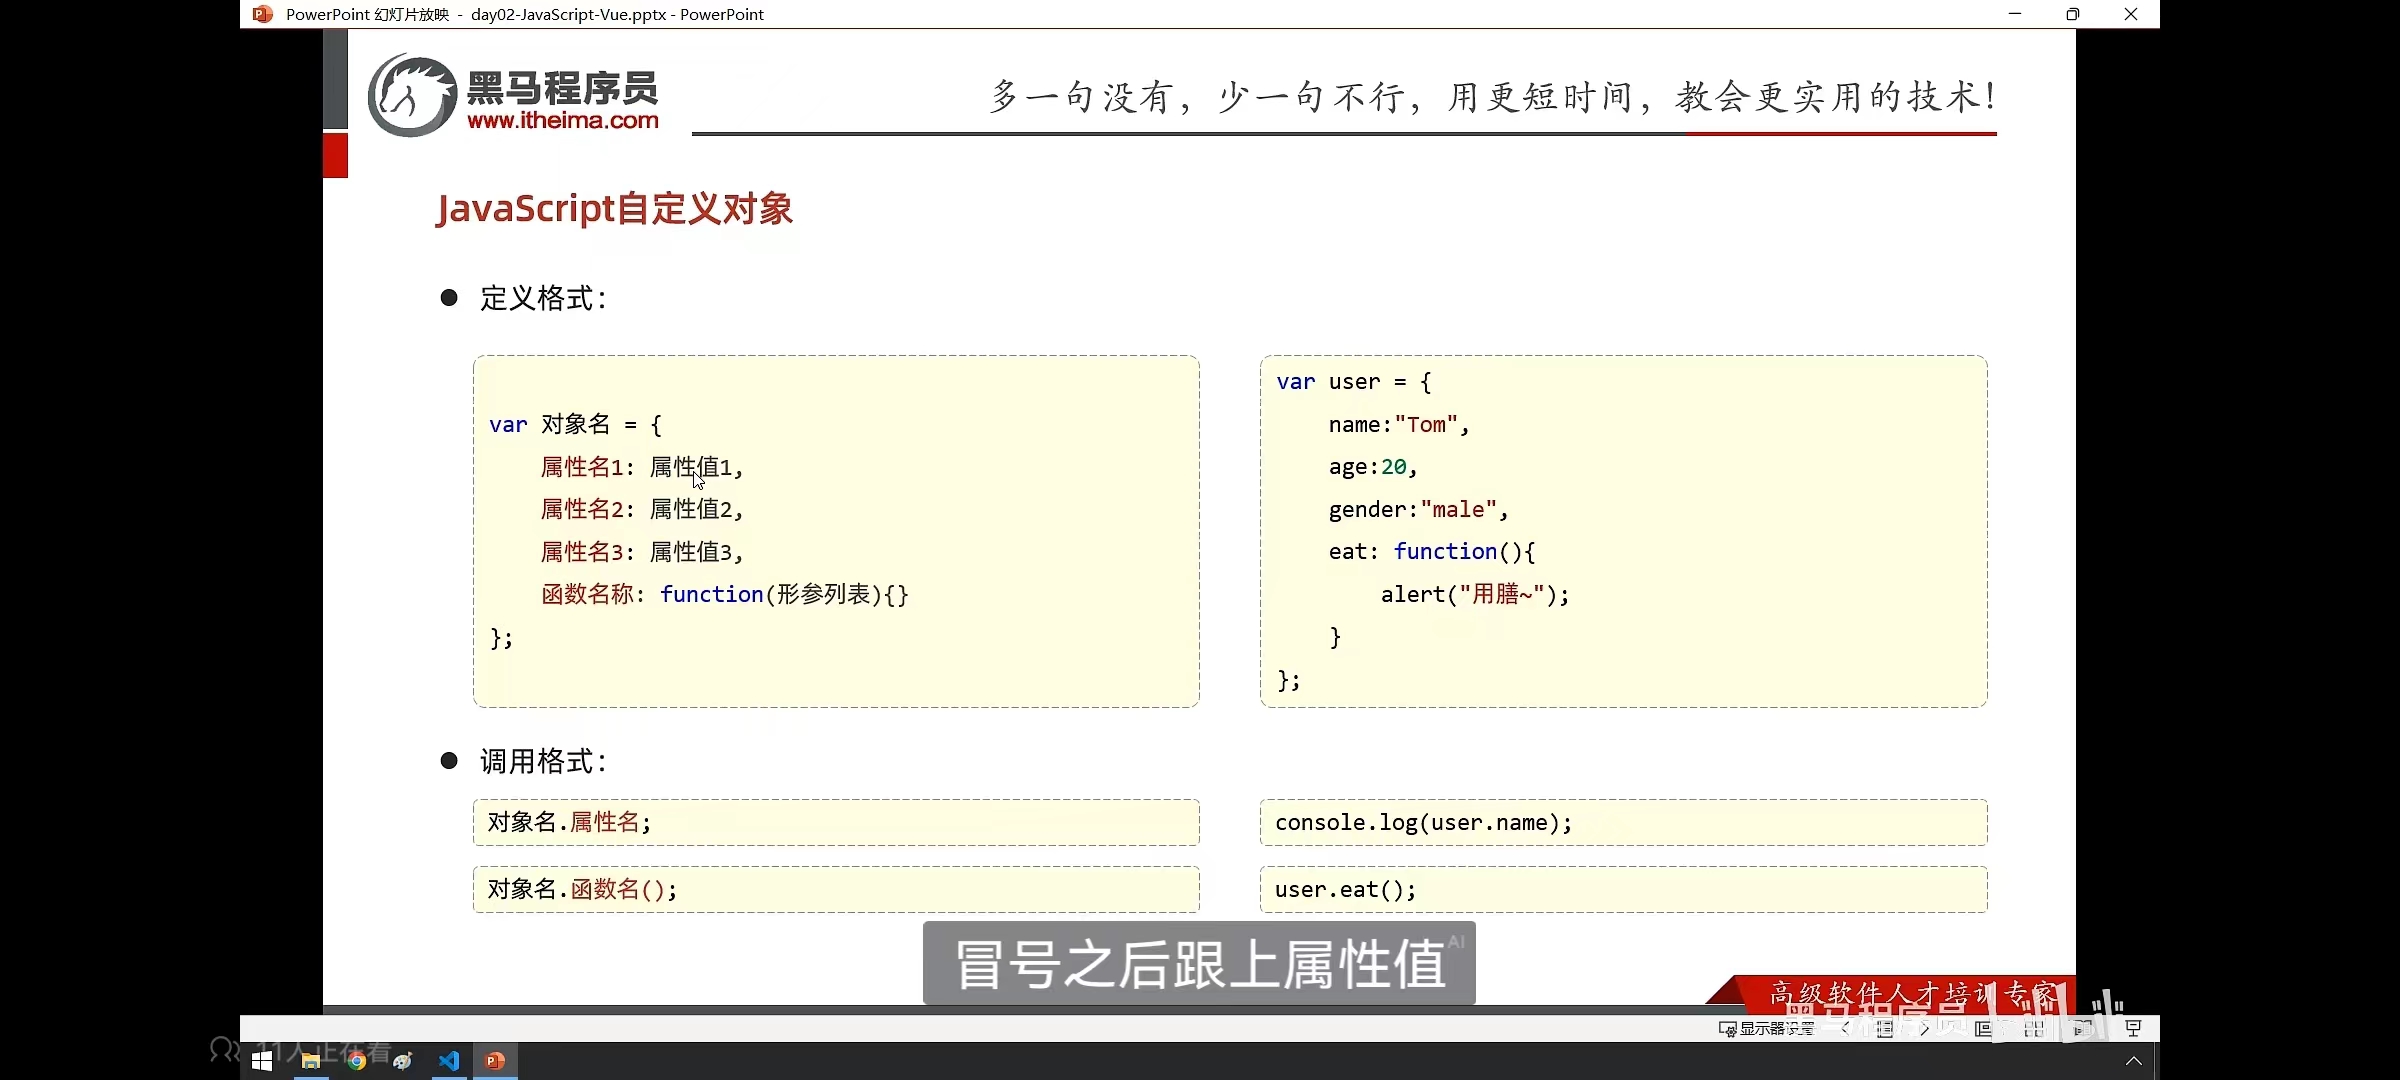 PowerPoint 幻灯片放映 - day02-JavaScript-Vue.pptx - PowerPoint
黑马程序员
www.itheima.com
多一句没有，少一句不行，用更短时间，教会更实用的技术！
JavaScript自定义对象
● 定义格式：
var 对象名 = {
    属性名1: 属性值1,
    属性名2: 属性值2,
    属性名3: 属性值3,
    函数名称: function(形参列表){}
};
var user = {
    name:"Tom",
    age:20,
    gender:"male",
    eat: function(){
        alert("用膳~");
    }
};
● 调用格式：
对象名.属性名;
console.log(user.name);
对象名.函数名();
user.eat();
冒号之后跟上属性值
AI
高级软件人才培训专家
黑马程序员
显示器设置
11人正在看